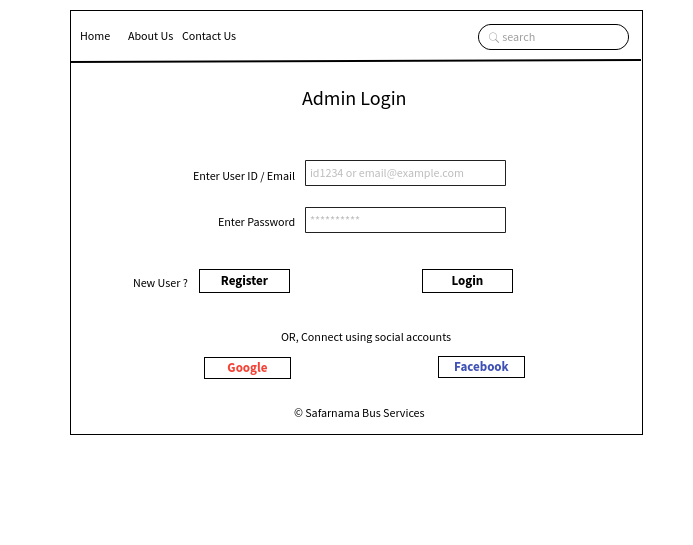 Home About Us Contact Us search
Admin Login
Enter User ID / Email id1234 or email@example.com
Enter Password **********
New User ? Register Login
OR, Connect using social accounts
Google Facebook
© Safarnama Bus Services